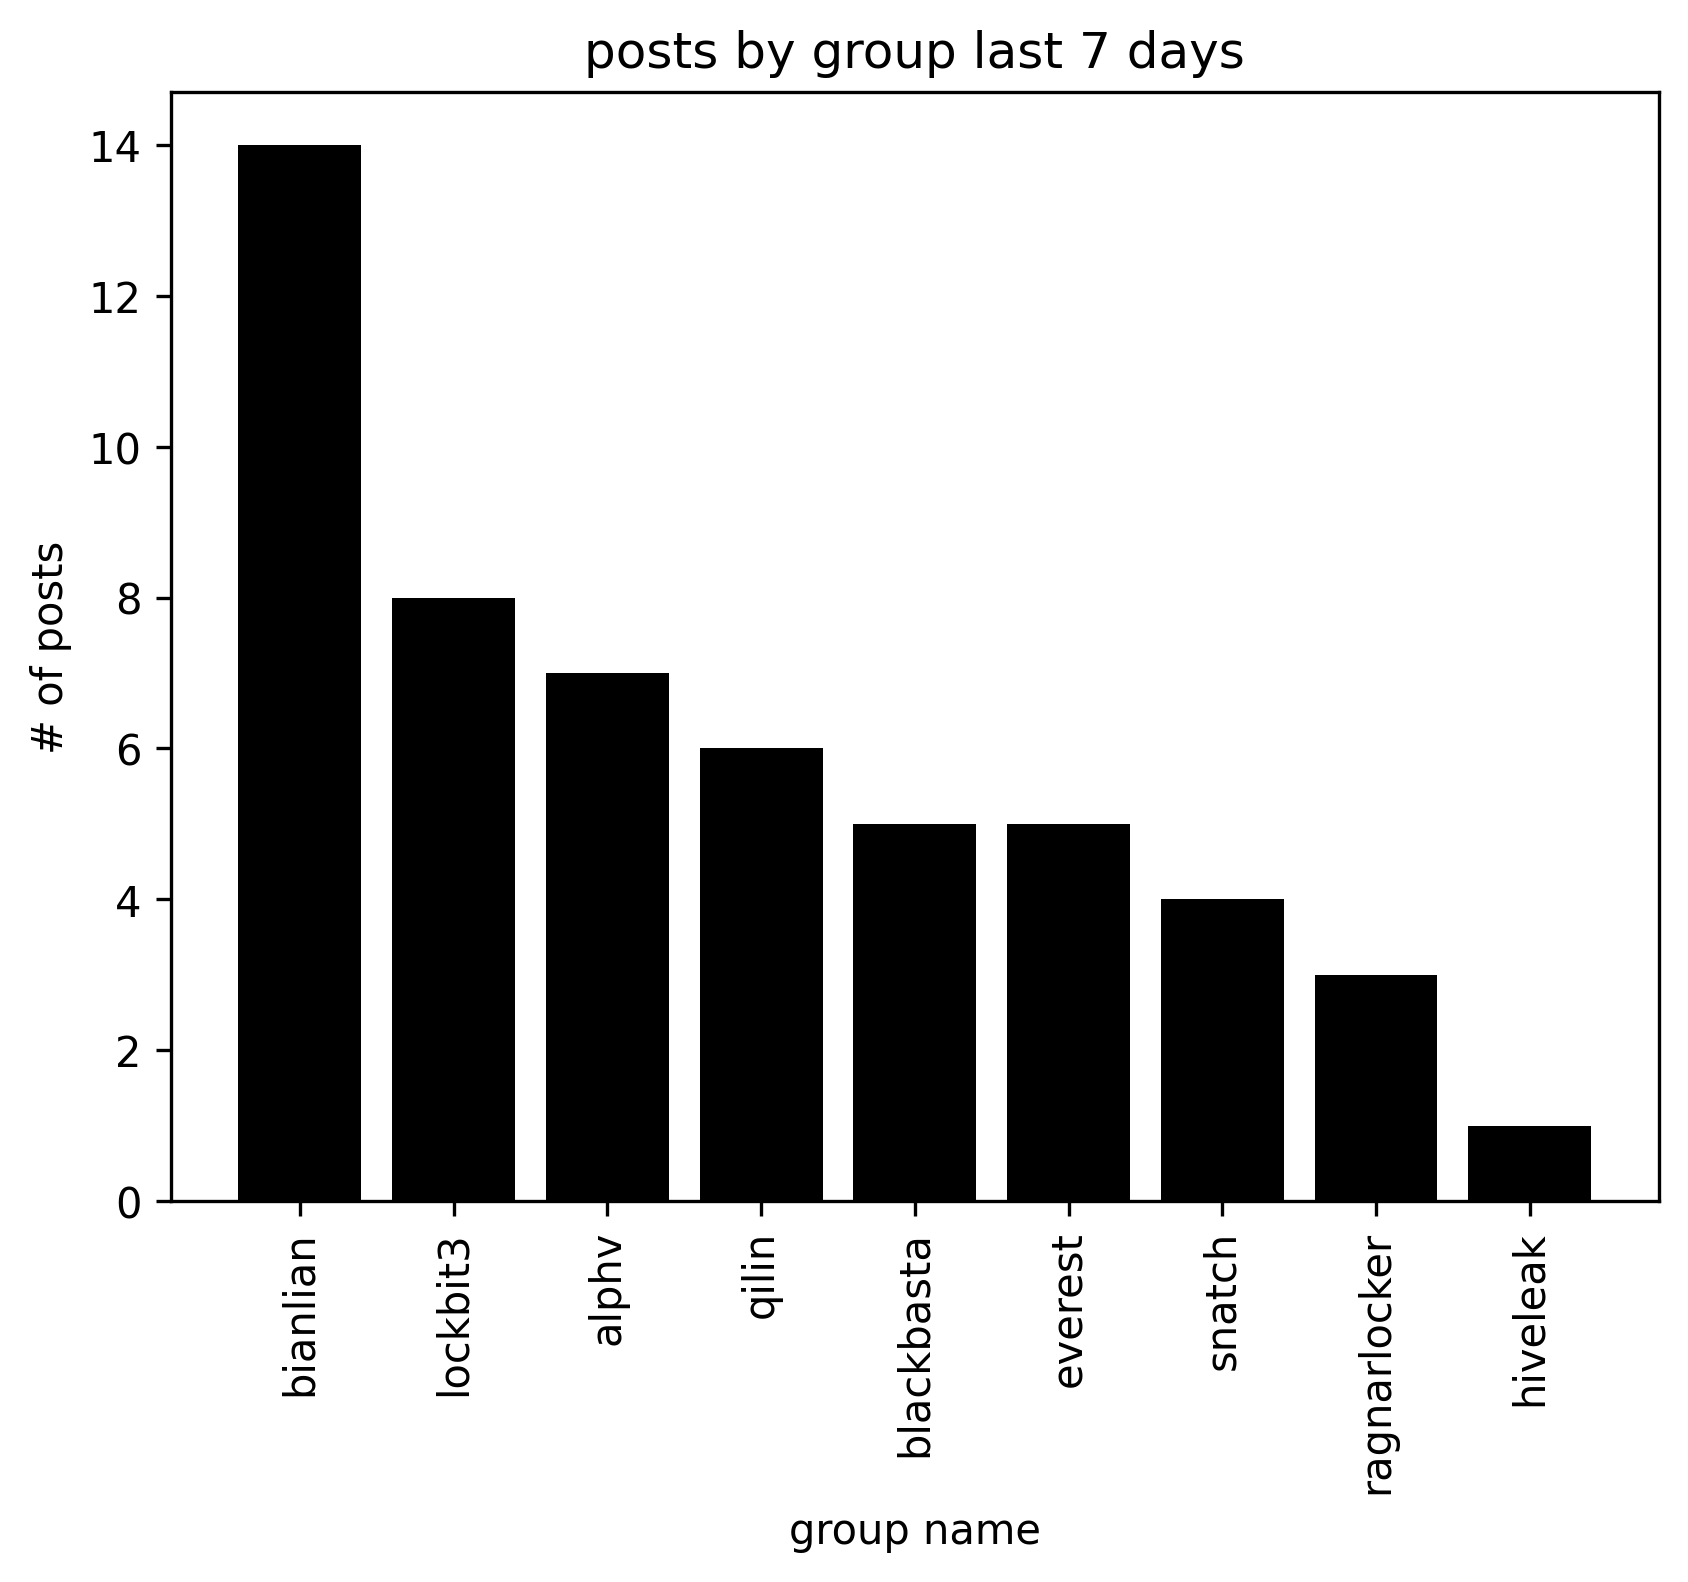 posts by group last 7 days
14
12
10
8
6
4
2
0
# of posts
bianlian
lockbit3
alphv
qilin
blackbasta
everest
snatch
ragnarlocker
hiveleak
group name